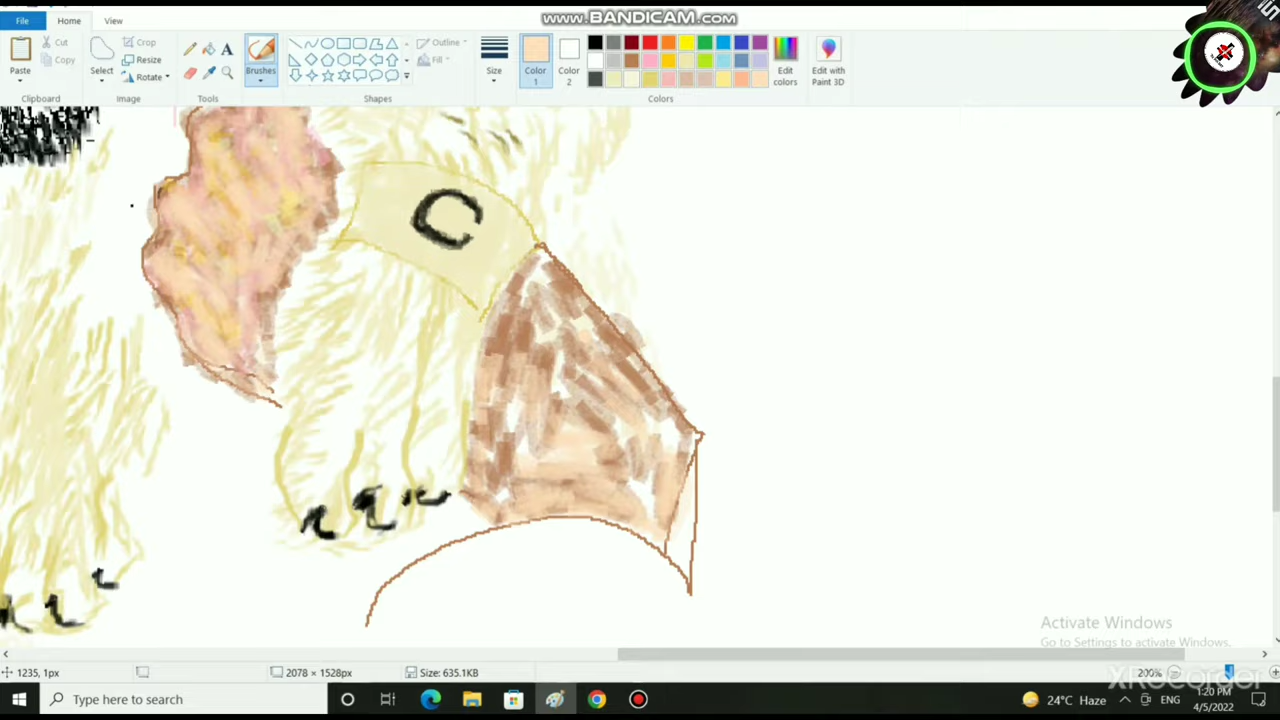 www.BANDICAM.com
File Home View
Cut
Copy
Paste
Clipboard
Select
Crop
Resize
Rotate
Image
A
Tools
Brushes
Outline
Fill
Shapes
Size
Color 1
Color 2
Edit colors
Edit with Paint 3D
Colors
C
Activate Windows
Go to Settings to activate Windows.
1235, 1px
2078 × 1528px
Size: 635.1KB
200%
XRecorder
Type here to search
24°C Haze
ENG
1:20 PM
4/5/2022